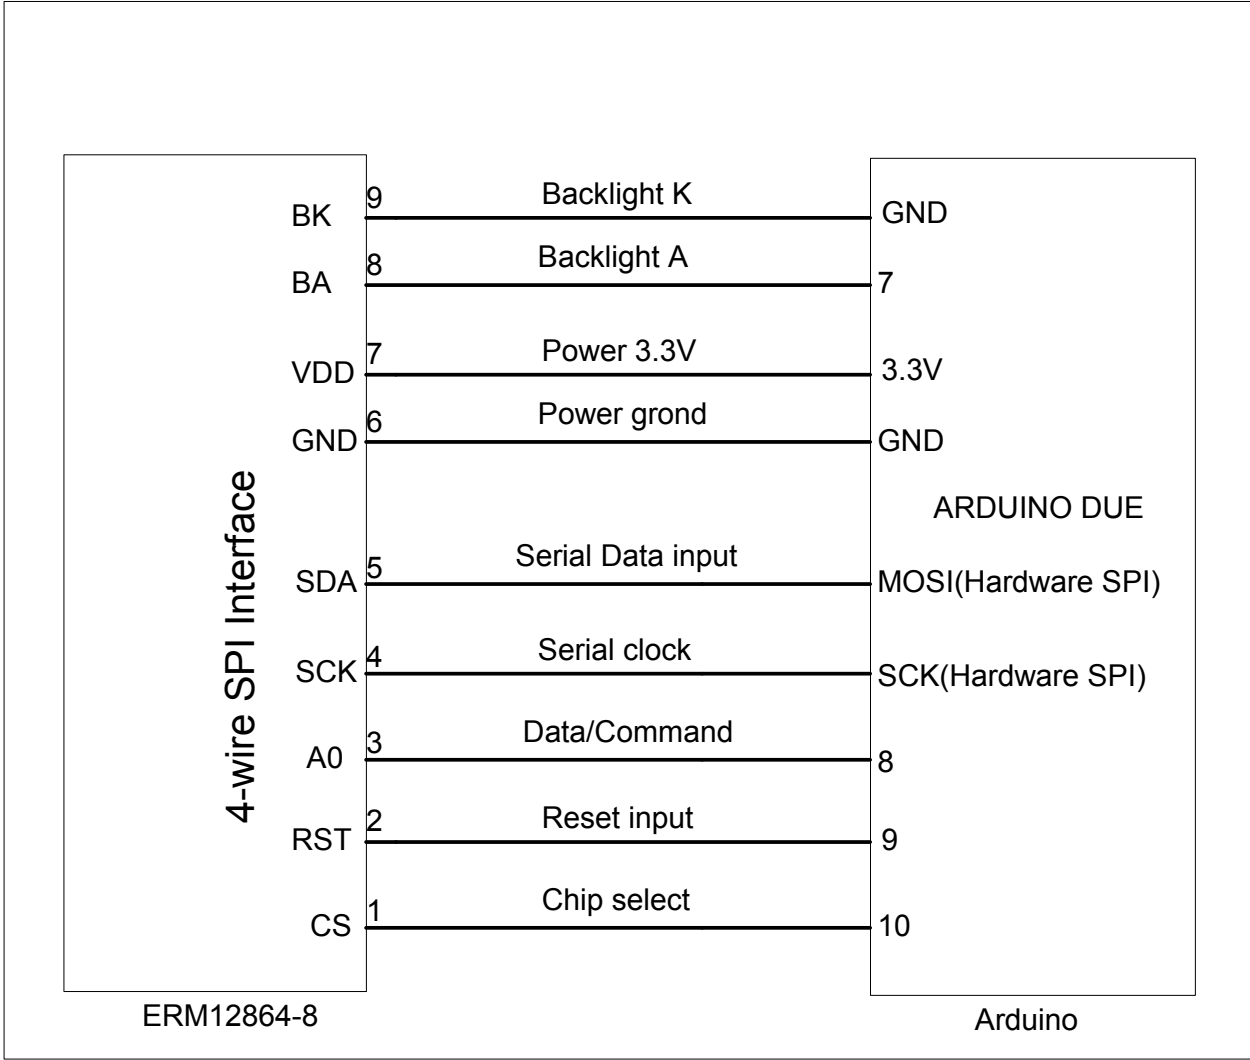 9 Backlight K
BK GND
8 Backlight A
BA 7
7 Power 3.3V
VDD 3.3V
6 Power grond
GND GND
ARDUINO DUE
4-wire SPI Interface
5 Serial Data input
SDA MOSI(Hardware SPI)
4 Serial clock
SCK SCK(Hardware SPI)
3 Data/Command
A0 8
2 Reset input
RST 9
1 Chip select
CS 10
ERM12864-8
Arduino